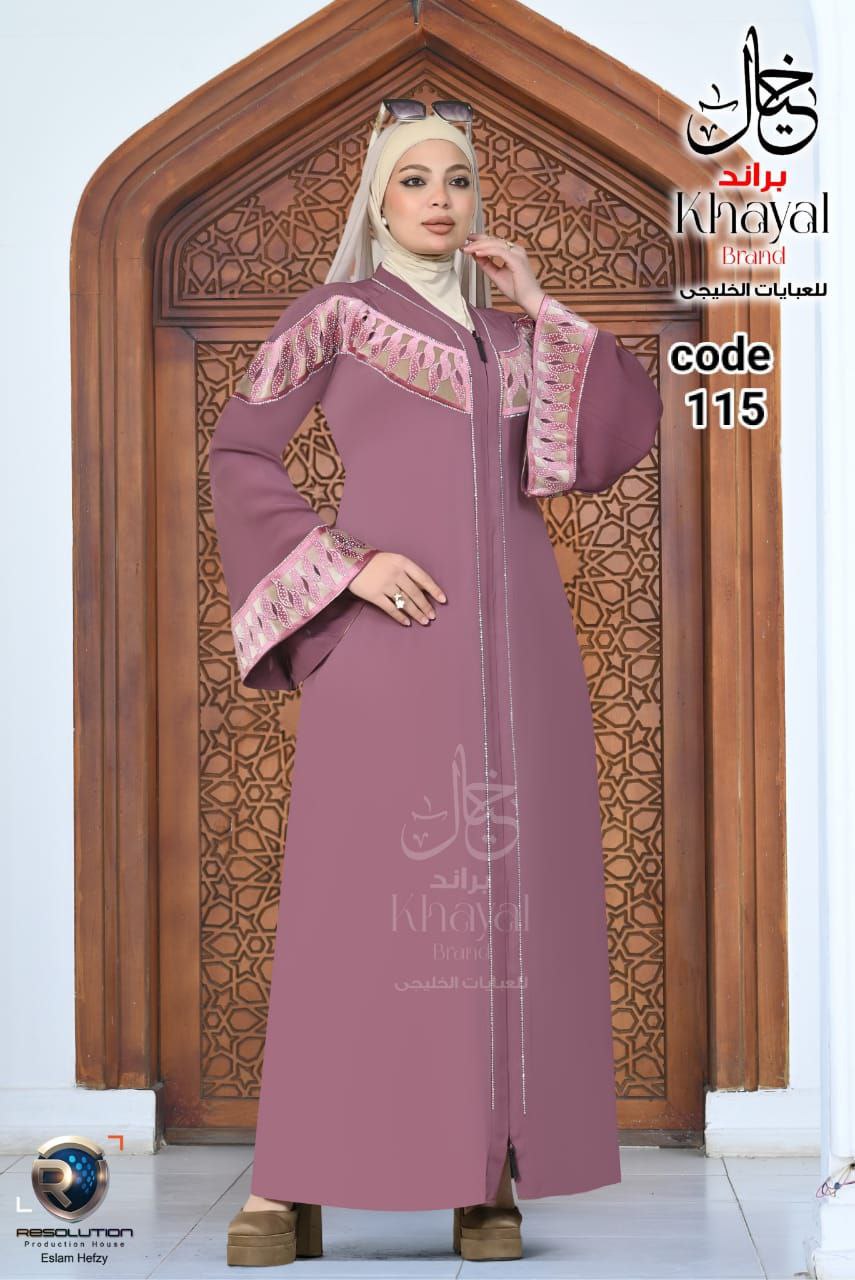 خيال
براند
Khayal
Brand
للعبايات الخليجى
code
115
خيال
براند
Khayal
Brand
للعبايات الخليجى
R
RESOLUTION
Production House
Eslam Hefzy